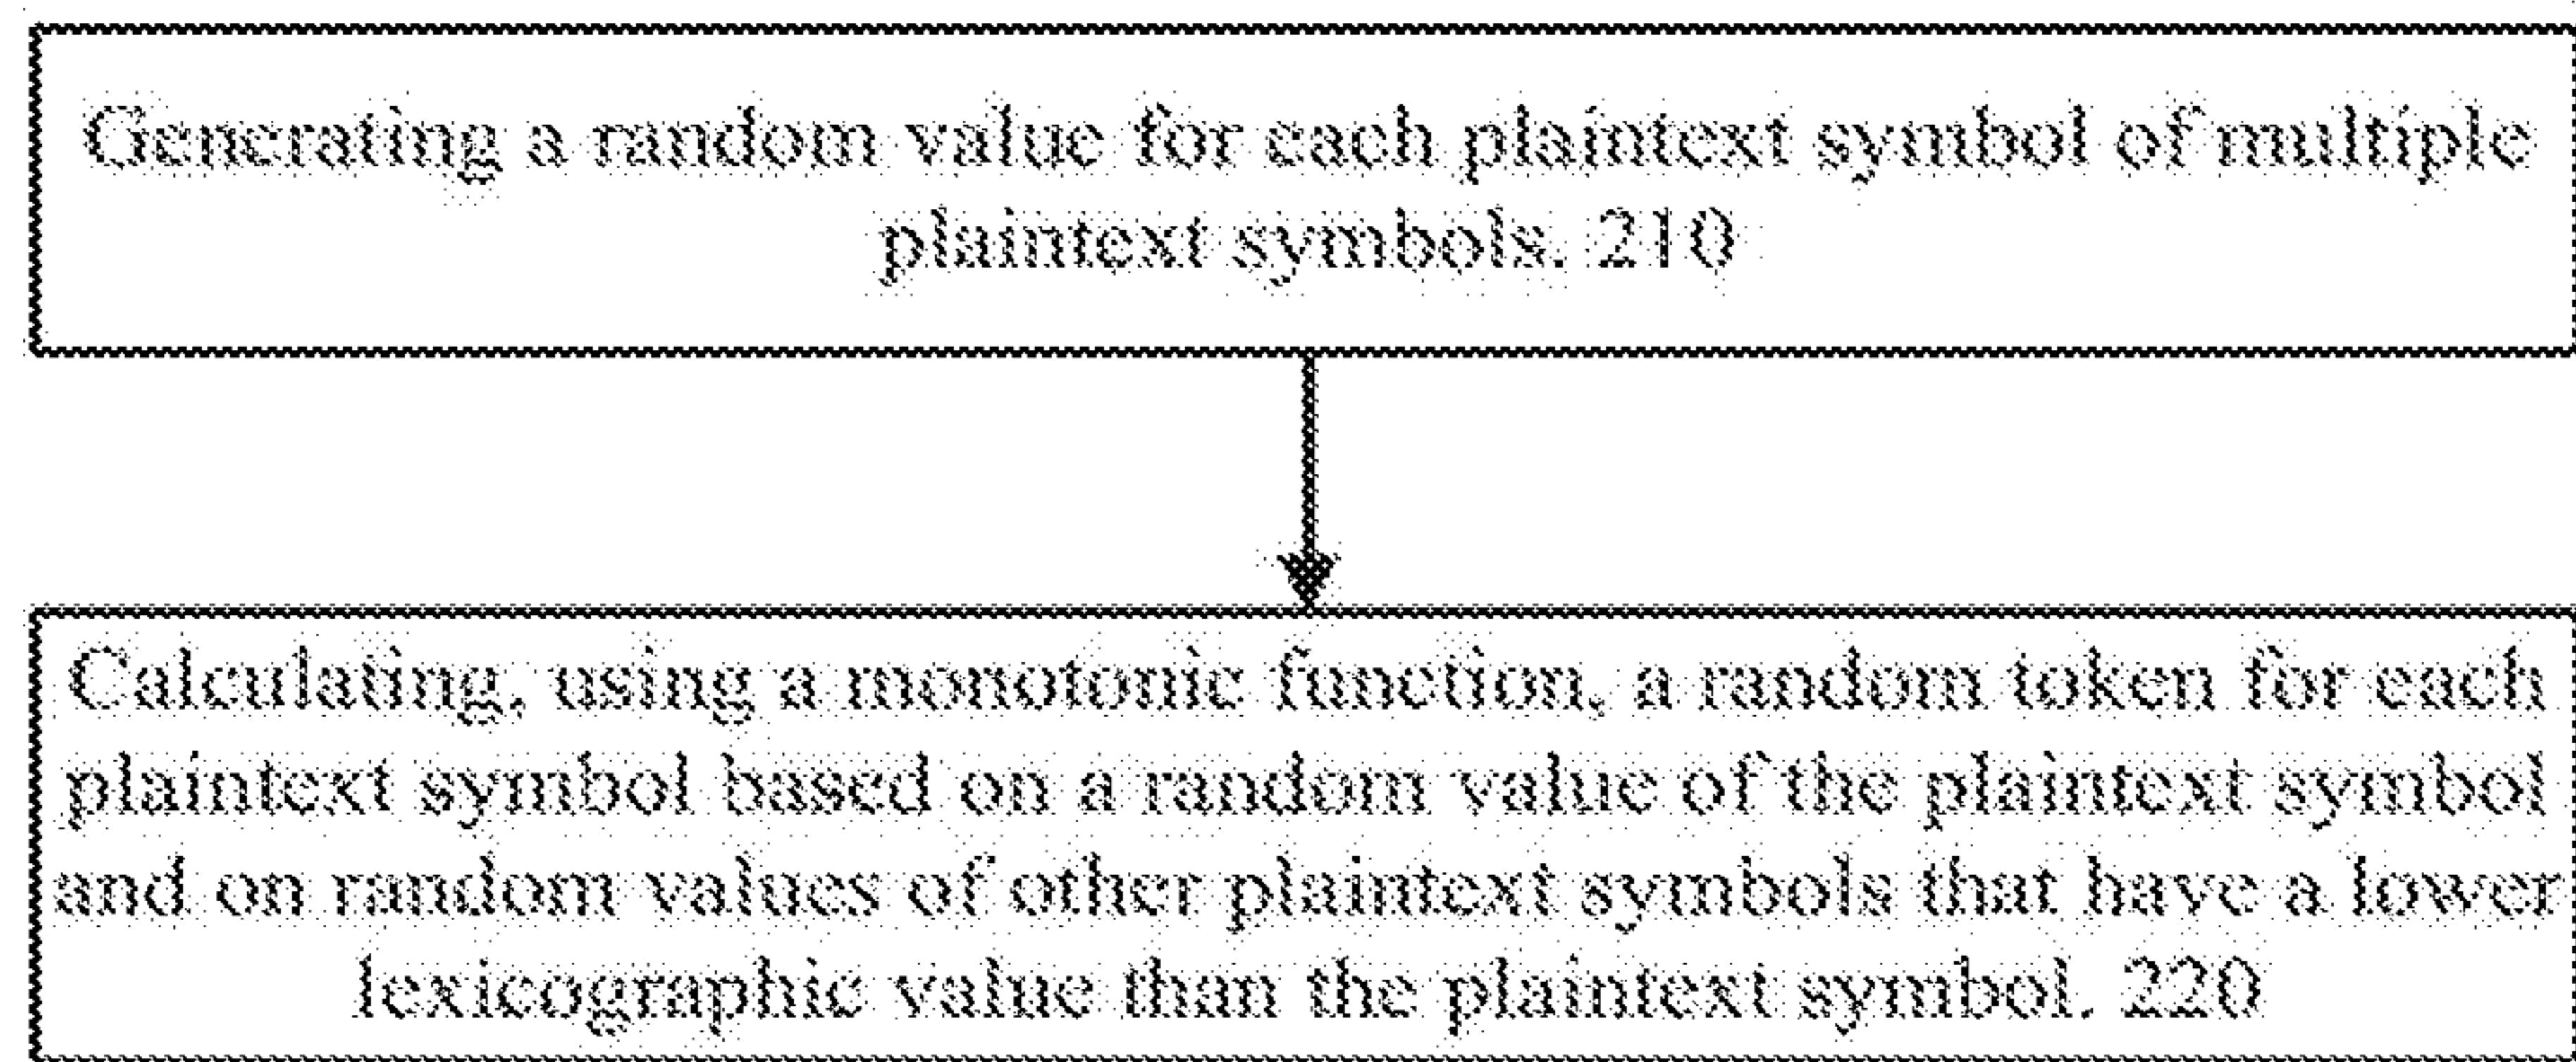 Generating a random value for each plaintext symbol of multiple
plaintext symbols. 210
Calculating, using a monotonic function, a random token for each
plaintext symbol based on a random value of the plaintext symbol
and on random values of other plaintext symbols that have a lower
lexicographic value than the plaintext symbol. 220